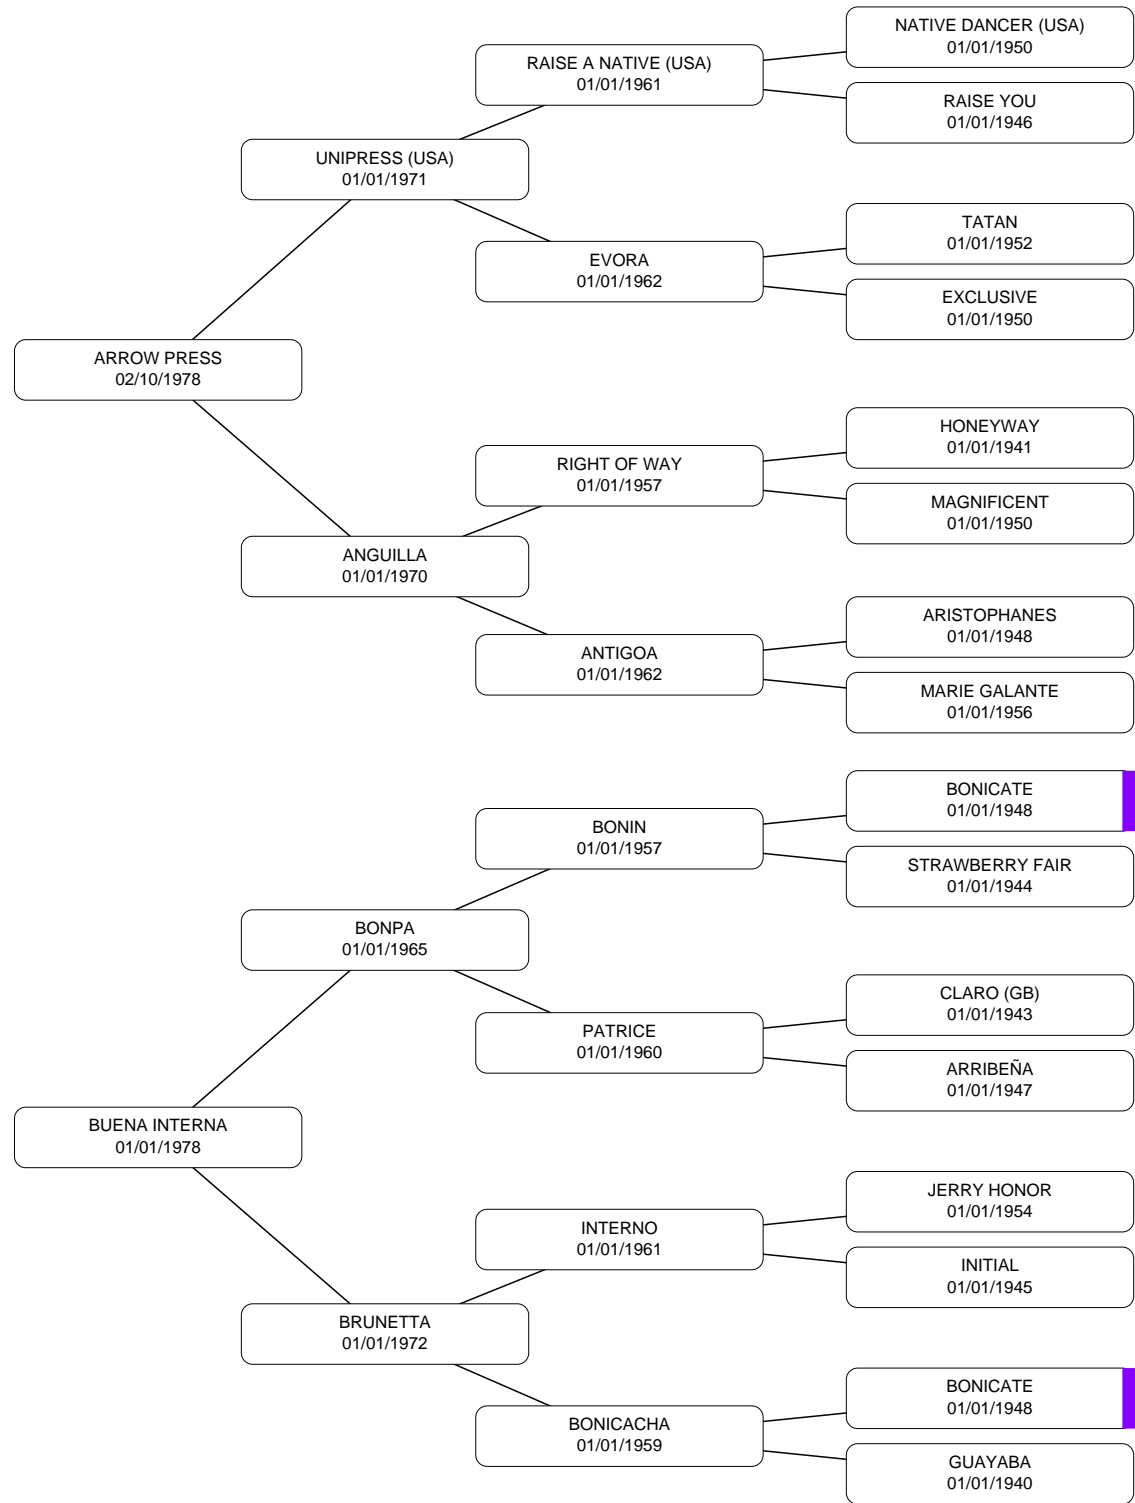 NATIVE DANCER (USA)
01/01/1950
RAISE A NATIVE (USA)
01/01/1961
RAISE YOU
01/01/1946
UNIPRESS (USA)
01/01/1971
TATAN
01/01/1952
EVORA
01/01/1962
EXCLUSIVE
01/01/1950
ARROW PRESS
02/10/1978
HONEYWAY
01/01/1941
RIGHT OF WAY
01/01/1957
MAGNIFICENT
01/01/1950
ANGUILLA
01/01/1970
ARISTOPHANES
01/01/1948
ANTIGOA
01/01/1962
MARIE GALANTE
01/01/1956
BONICATE
01/01/1948
BONIN
01/01/1957
STRAWBERRY FAIR
01/01/1944
BONPA
01/01/1965
CLARO (GB)
01/01/1943
PATRICE
01/01/1960
ARRIBEÑA
01/01/1947
BUENA INTERNA
01/01/1978
JERRY HONOR
01/01/1954
INTERNO
01/01/1961
INITIAL
01/01/1945
BRUNETTA
01/01/1972
BONICATE
01/01/1948
BONICACHA
01/01/1959
GUAYABA
01/01/1940